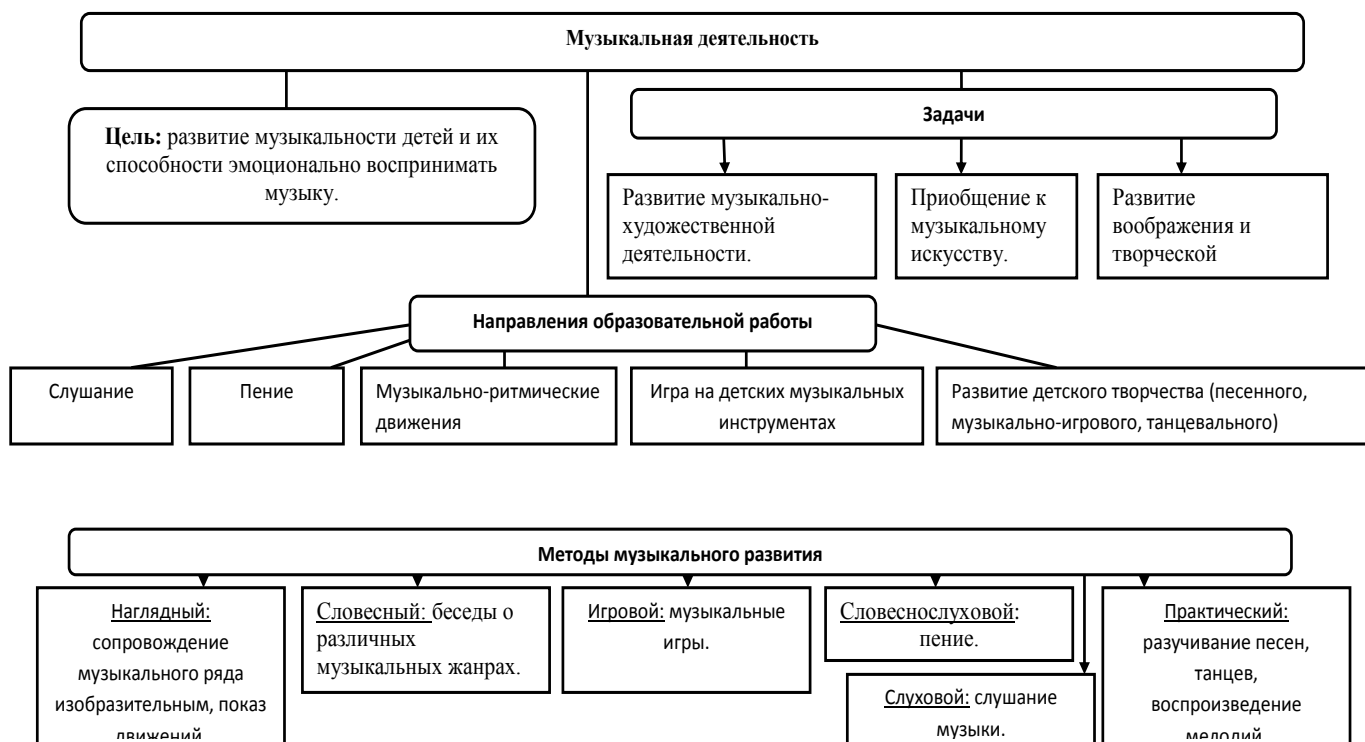 Музыкальная деятельность
Цель: развитие музыкальности детей и их
способности эмоционально воспринимать
музыку.
Задачи
Развитие музыкально-
художественной
деятельности.
Приобщение к
музыкальному
искусству.
Развитие
воображения и
творческой
Направления образовательной работы
Слушание
Пение
Музыкально-ритмические
движения
Игра на детских музыкальных
инструментах
Развитие детского творчества (песенного,
музыкально-игрового, танцевального)
Методы музыкального развития
Наглядный:
сопровождение
музыкального ряда
изобразительным, показ
движений
Словесный: беседы о
различных
музыкальных жанрах.
Игровой: музыкальные
игры.
Словеснослуховой:
пение.
Слуховой: слушание
музыки.
Практический:
разучивание песен,
танцев,
воспроизведение
мелодий